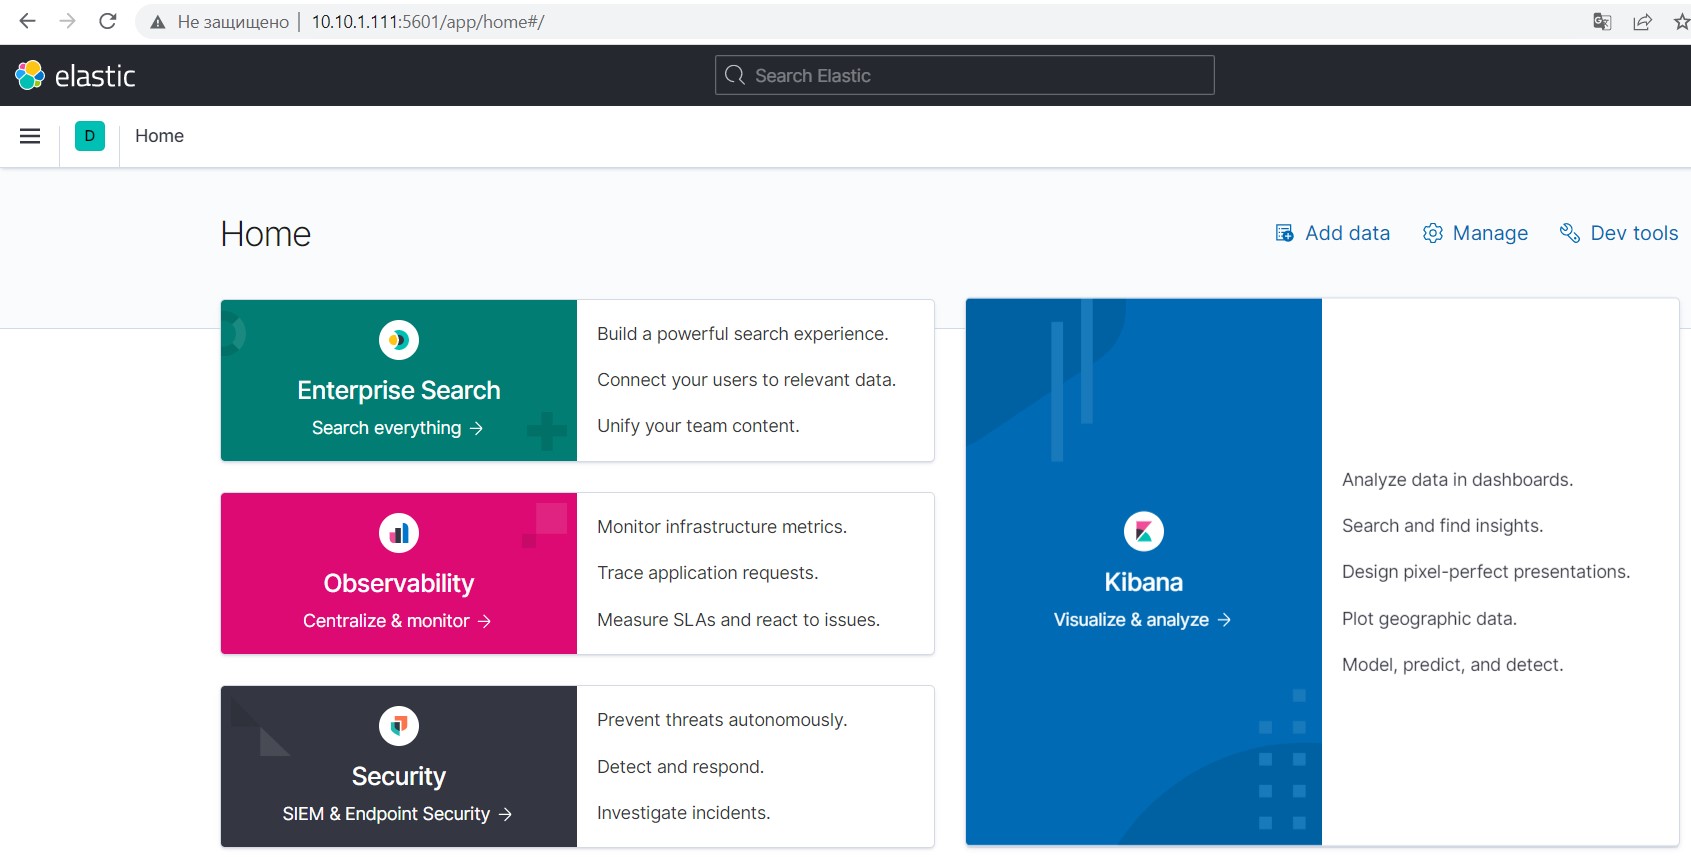 Не защищено | 10.10.1.111:5601/app/home#/
elastic
Search Elastic
D
Home
Home
Add data
Manage
Dev tools
Enterprise Search
Search everything →
Build a powerful search experience.
Connect your users to relevant data.
Unify your team content.
Observability
Centralize & monitor →
Monitor infrastructure metrics.
Trace application requests.
Measure SLAs and react to issues.
Security
SIEM & Endpoint Security →
Prevent threats autonomously.
Detect and respond.
Investigate incidents.
Kibana
Visualize & analyze →
Analyze data in dashboards.
Search and find insights.
Design pixel-perfect presentations.
Plot geographic data.
Model, predict, and detect.